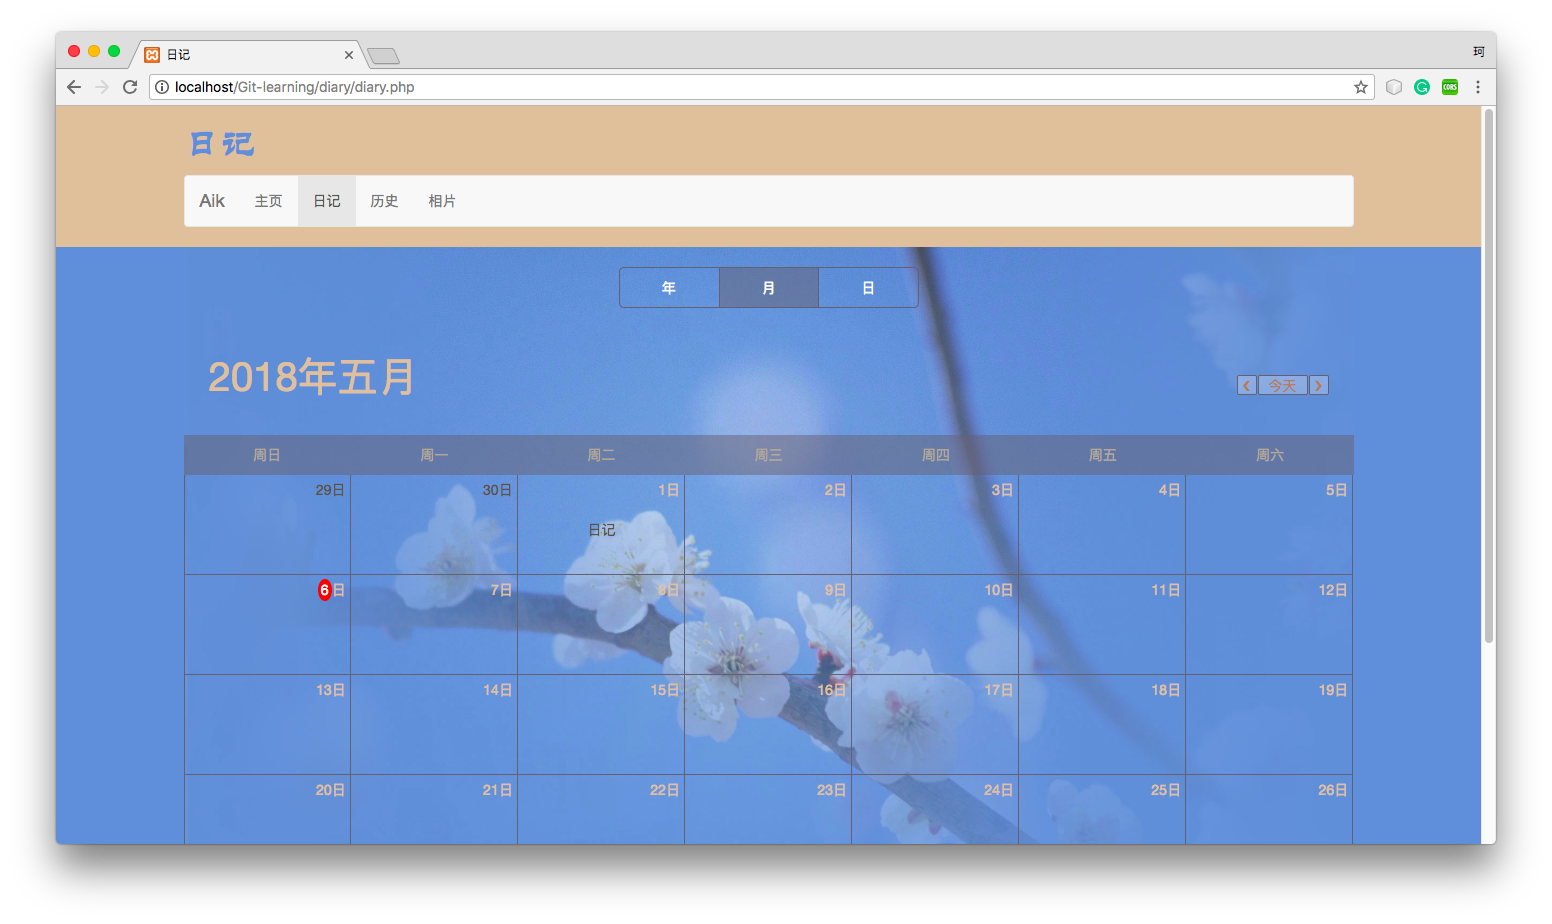 日记
珂
localhost/Git-learning/diary/diary.php
CORS
日记
Aik 主页 日记 历史 相片
年 月 日
2018年五月
今天
周日 周一 周二 周三 周四 周五 周六
29日 30日 1日 2日 3日 4日 5日
日记
6日 7日 8日 9日 10日 11日 12日
13日 14日 15日 16日 17日 18日 19日
20日 21日 22日 23日 24日 25日 26日